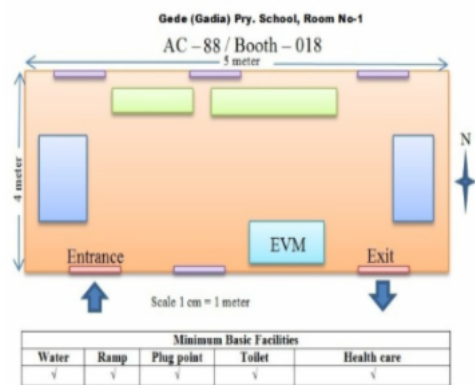 Gede (Gadia) Pry. School, Room No-1
AC – 88 / Booth – 018
5 meter
4 meter
N
EVM
Entrance
Exit
Scale 1 cm = 1 meter
Minimum Basic Facilities
Water Ramp Plug point Toilet Health care
√ √ √ √ √